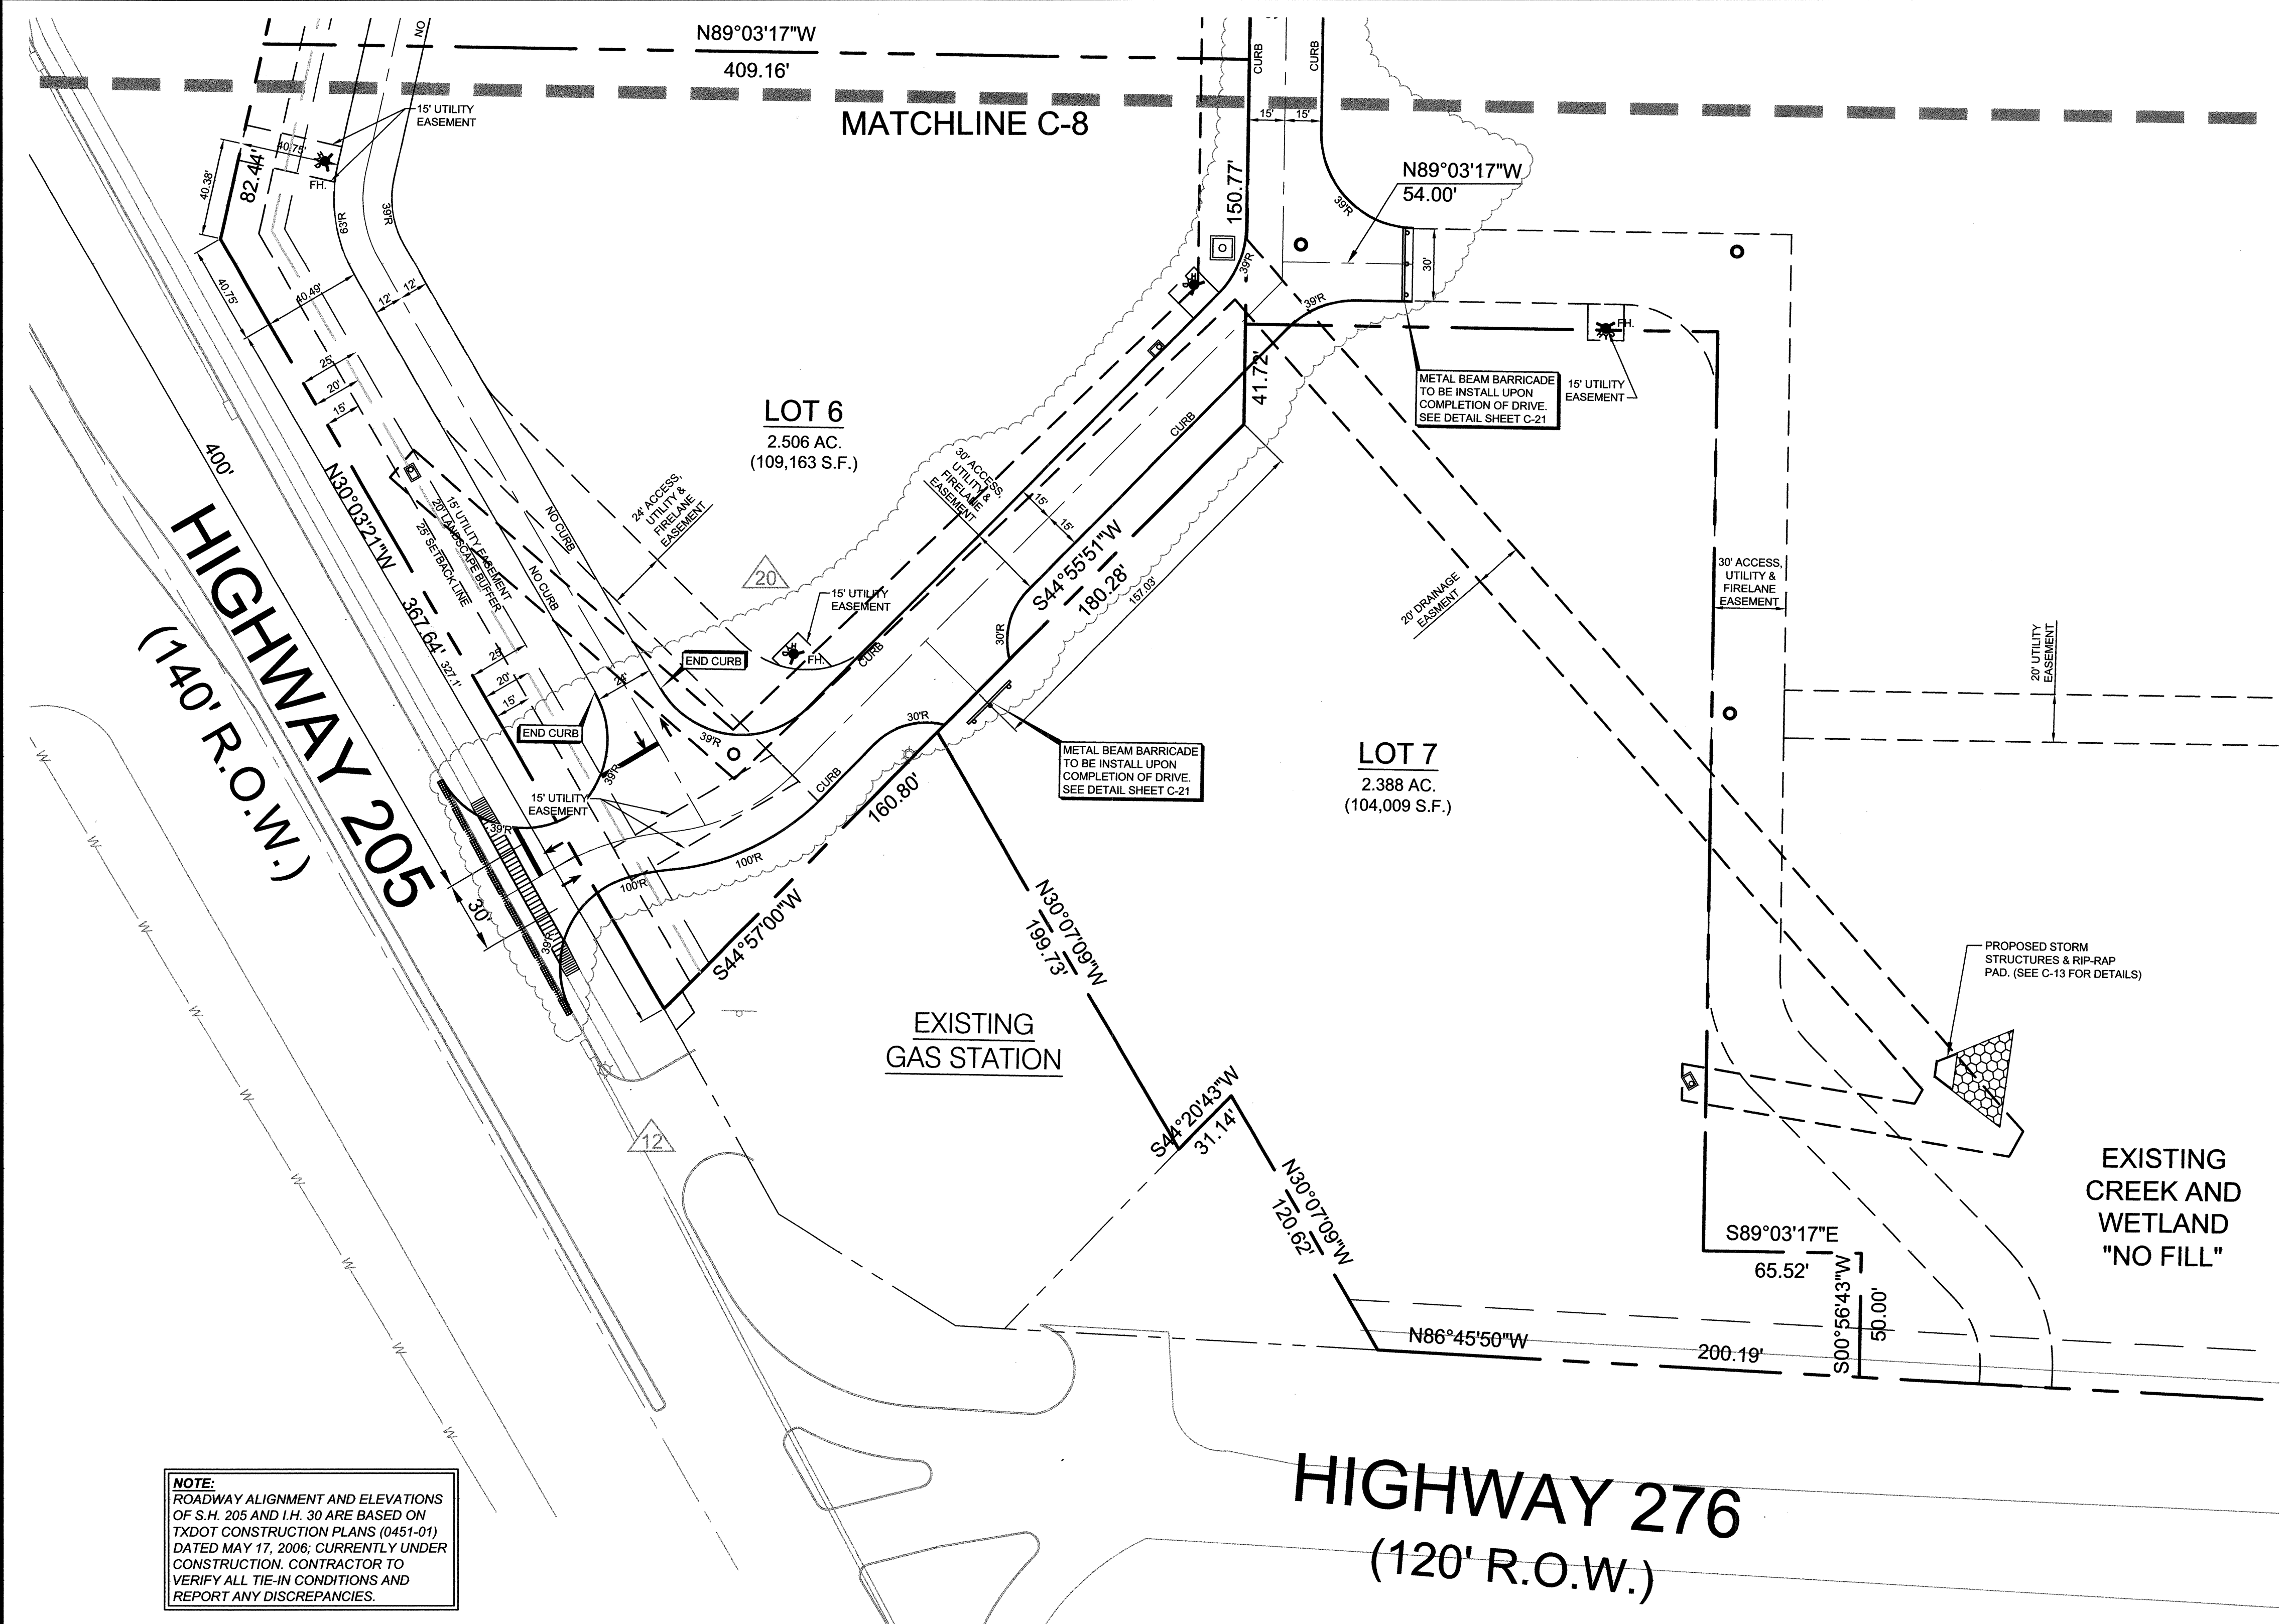 N89°03'17"W
409.16'
MATCHLINE C-8
NO
CURB
CURB
15' UTILITY
EASEMENT
40.75'
40.38'
82.44'
FH.
63'R
39'R
40.75'
40.49'
12'
12'
25'
20'
15'
15'
15'
150.77'
N89°03'17"W
54.00'
39'R
30'
39'R
39'R
41.72'
FH.
METAL BEAM BARRICADE
TO BE INSTALL UPON
COMPLETION OF DRIVE.
SEE DETAIL SHEET C-21
15' UTILITY
EASEMENT
LOT 6
2.506 AC.
(109,163 S.F.)
CURB
400'
N30°03'21"W
367.64'
327.1'
15' UTILITY EASEMENT
20' LANDSCAPE BUFFER
25' SETBACK LINE
NO CURB
NO CURB
24' ACCESS,
UTILITY &
FIRELANE
EASEMENT
30' ACCESS,
UTILITY &
FIRELANE
EASEMENT
15'
15'
S44°55'51"W
180.28'
157.03'
20
15' UTILITY
EASEMENT
FH.
CURB
30'R
END CURB
END CURB
25'
20'
15'
24'
39'R
39'R
30'R
CURB
15' UTILITY
EASEMENT
39'R
100'R
100'R
39'R
30'
160.80'
S44°57'00"W
METAL BEAM BARRICADE
TO BE INSTALL UPON
COMPLETION OF DRIVE.
SEE DETAIL SHEET C-21
20' DRAINAGE
EASMENT
30' ACCESS,
UTILITY &
FIRELANE
EASEMENT
20' UTILITY
EASEMENT
LOT 7
2.388 AC.
(104,009 S.F.)
HIGHWAY 205
(140' R.O.W.)
N30°07'09"W
199.73'
PROPOSED STORM
STRUCTURES & RIP-RAP
PAD. (SEE C-13 FOR DETAILS)
EXISTING
GAS STATION
S44°20'43"W
31.14'
N30°07'09"W
120.62'
12
EXISTING
CREEK AND
WETLAND
"NO FILL"
S89°03'17"E
65.52'
S00°56'43"W
50.00'
N86°45'50"W
200.19'
W
W
W
W
W
W
W
W
HIGHWAY 276
(120' R.O.W.)
NOTE:
ROADWAY ALIGNMENT AND ELEVATIONS
OF S.H. 205 AND I.H. 30 ARE BASED ON
TXDOT CONSTRUCTION PLANS (0451-01)
DATED MAY 17, 2006; CURRENTLY UNDER
CONSTRUCTION. CONTRACTOR TO
VERIFY ALL TIE-IN CONDITIONS AND
REPORT ANY DISCREPANCIES.